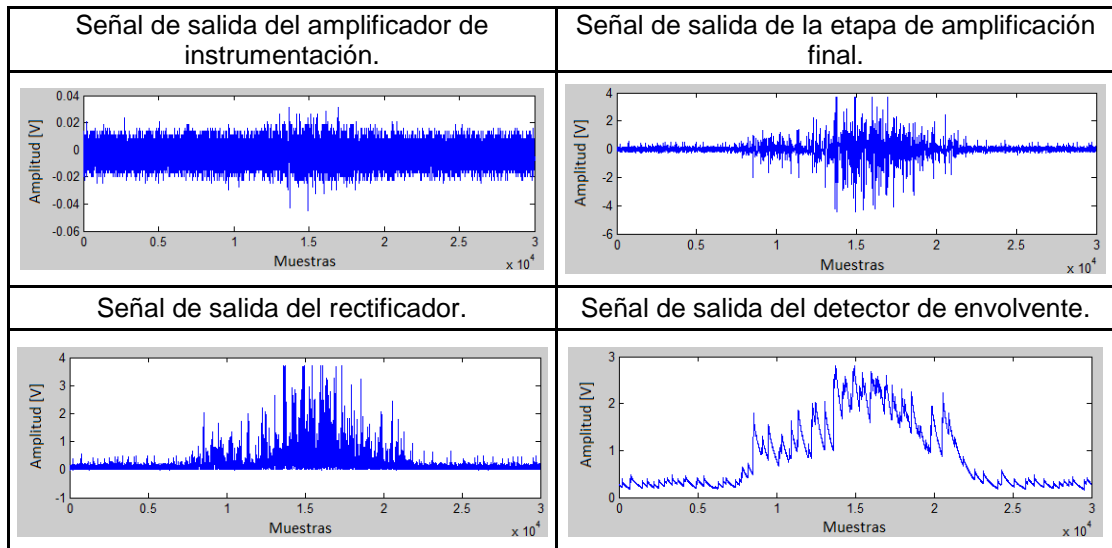 Señal de salida del amplificador de
instrumentación.
Señal de salida de la etapa de amplificación
final.
Amplitud [V]
0.04
0.02
0
-0.02
-0.04
-0.06
0 0.5 1 1.5 2 2.5 3
Muestras
x 10^4
Amplitud [V]
4
2
0
-2
-4
-6
0 0.5 1 1.5 2 2.5 3
Muestras
x 10^4
Señal de salida del rectificador.
Señal de salida del detector de envolvente.
Amplitud [V]
4
3
2
1
0
-1
0 0.5 1 1.5 2 2.5 3
Muestras
x 10^4
Amplitud [V]
3
2
1
0
0 0.5 1 1.5 2 2.5 3
Muestras
x 10^4